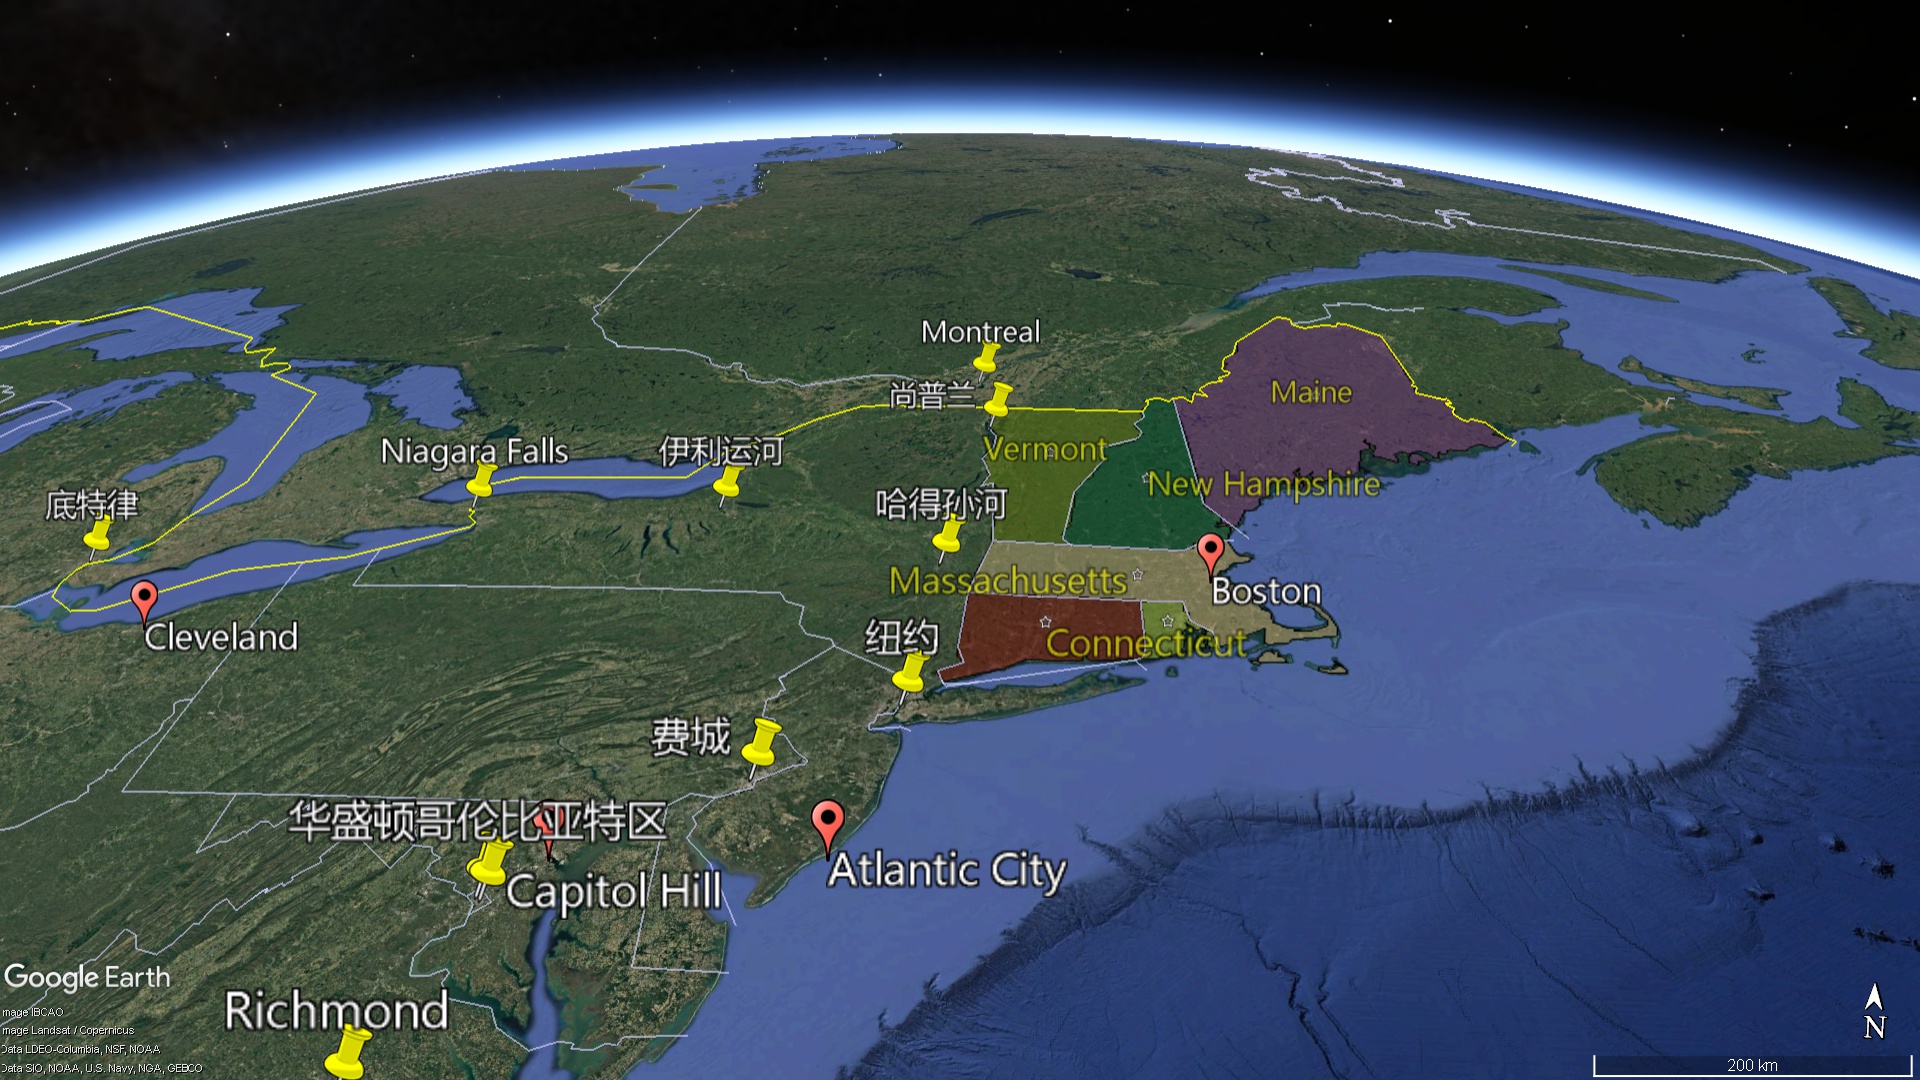 Montreal
尚普兰
Maine
Niagara Falls
伊利运河
Vermont
New Hampshire
底特律
哈得孙河
Massachusetts
Boston
Cleveland
纽约
Connecticut
费城
华盛顿哥伦比亚特区
Atlantic City
Capitol Hill
Google Earth
Richmond
mage IBCAO
mage Landsat / Copernicus
Data LDEO-Columbia, NSF, NOAA
Data SIO, NOAA, U.S. Navy, NGA, GEBCO
N
200 km